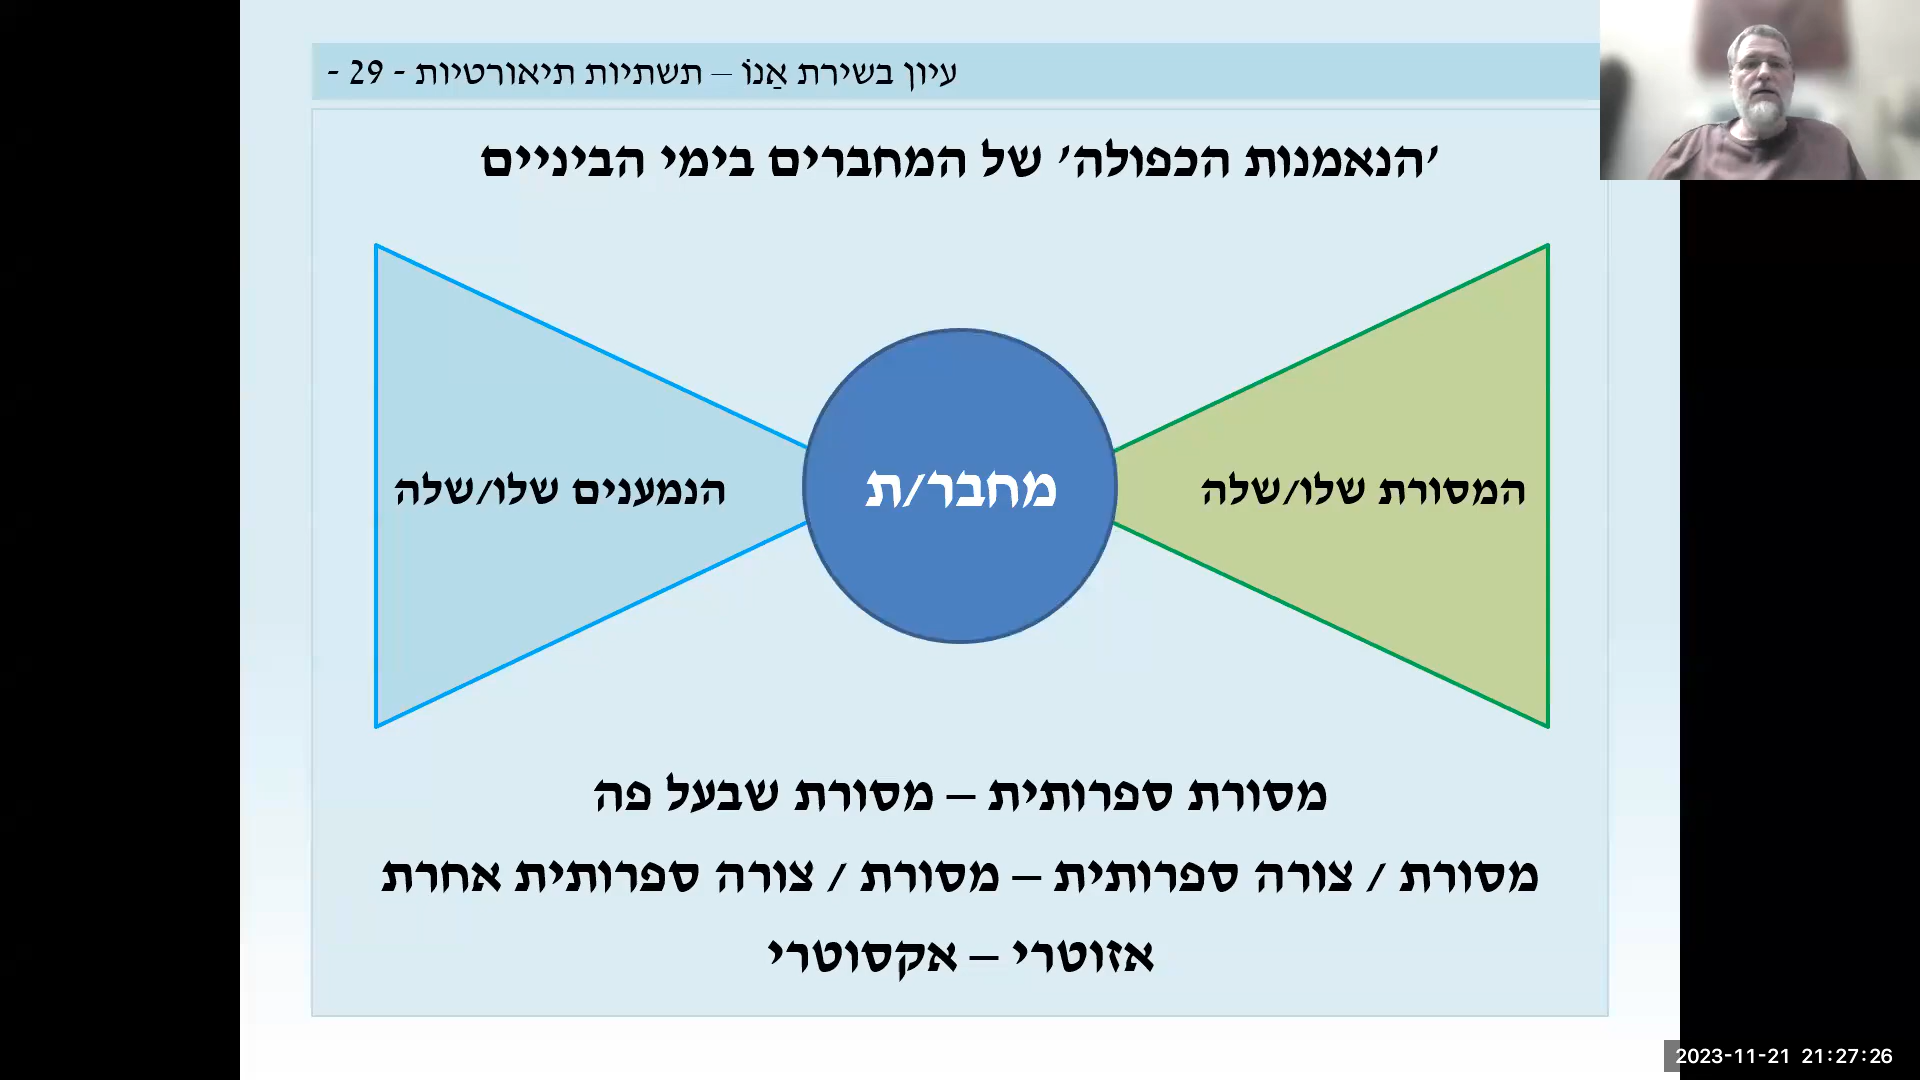 עיון בשירת אַנוֹ – תשתיות תיאורטיות - 29 -
'הנאמנות הכפולה' של המחברים בימי הביניים
המסורת שלו/שלה
מחבר/ת
הנמענים שלו/שלה
מסורת ספרותית – מסורת שבעל פה
מסורת / צורה ספרותית – מסורת / צורה ספרותית אחרת
אזוטרי – אקסוטרי
2023-11-21 21:27:26